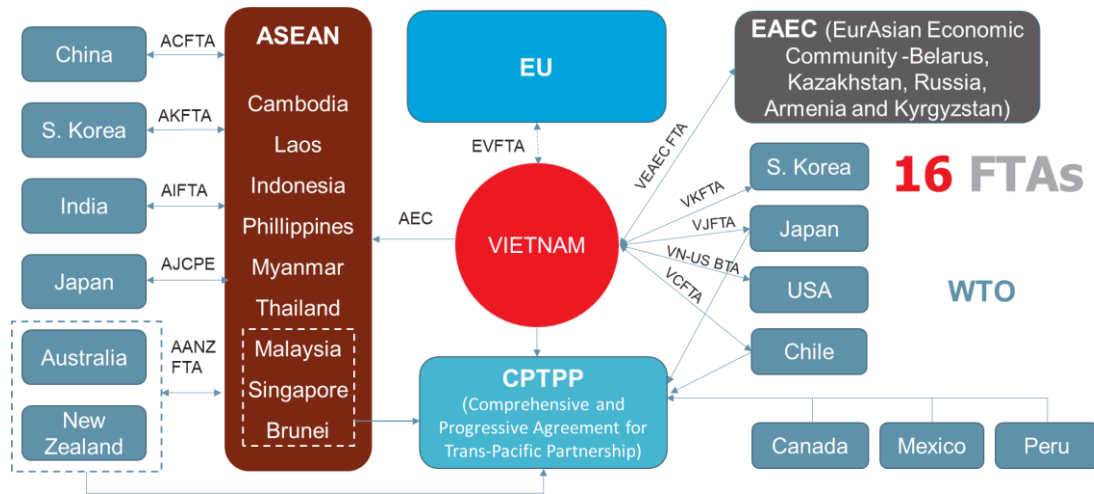 China
ACFTA
S. Korea
AKFTA
India
AIFTA
Japan
AJCPE
Australia
AANZ
FTA
New
Zealand
ASEAN
Cambodia
Laos
Indonesia
Phillippines
Myanmar
Thailand
Malaysia
Singapore
Brunei
EU
EVFTA
AEC
VIETNAM
CPTPP
(Comprehensive and
Progressive Agreement for
Trans-Pacific Partnership)
EAEC (EurAsian Economic
Community -Belarus,
Kazakhstan, Russia,
Armenia and Kyrgyzstan)
VEAEC FTA
VKFTA
VJFTA
VN-US BTA
VCFTA
S. Korea
Japan
USA
Chile
16 FTAs
WTO
Canada
Mexico
Peru